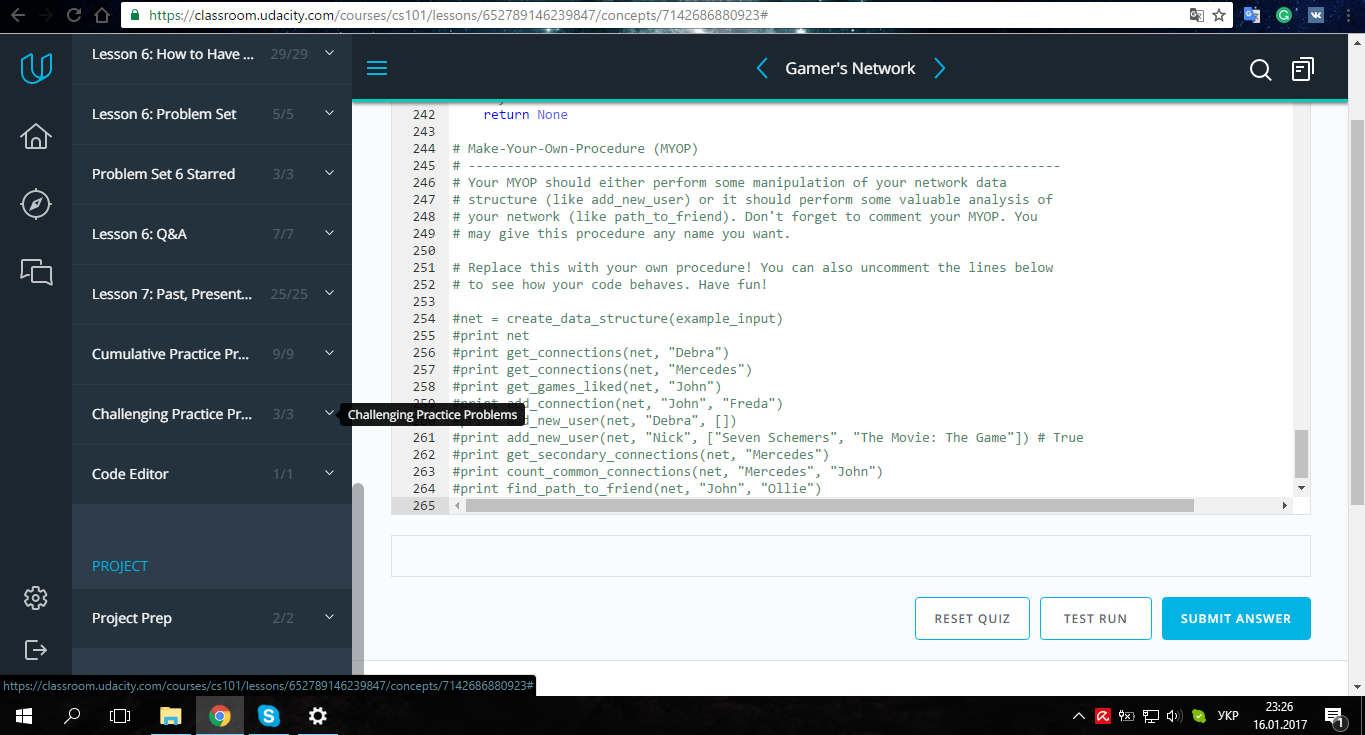 https://classroom.udacity.com/courses/cs101/lessons/652789146239847/concepts/7142686880923#
Lesson 6: How to Have ... 29/29
Lesson 6: Problem Set 5/5
Problem Set 6 Starred 3/3
Lesson 6: Q&A 7/7
Lesson 7: Past, Present... 25/25
Cumulative Practice Pr... 9/9
Challenging Practice Pr... 3/3
Challenging Practice Problems
Code Editor 1/1
PROJECT
Project Prep 2/2
Gamer's Network
242 return None
243
244 # Make-Your-Own-Procedure (MYOP)
245 # -----------------------------------------------------------------------------
246 # Your MYOP should either perform some manipulation of your network data
247 # structure (like add_new_user) or it should perform some valuable analysis of
248 # your network (like path_to_friend). Don't forget to comment your MYOP. You
249 # may give this procedure any name you want.
250
251 # Replace this with your own procedure! You can also uncomment the lines below
252 # to see how your code behaves. Have fun!
253
254 #net = create_data_structure(example_input)
255 #print net
256 #print get_connections(net, "Debra")
257 #print get_connections(net, "Mercedes")
258 #print get_games_liked(net, "John")
d_connection(net, "John", "Freda")
d_new_user(net, "Debra", [])
261 #print add_new_user(net, "Nick", ["Seven Schemers", "The Movie: The Game"]) # True
262 #print get_secondary_connections(net, "Mercedes")
263 #print count_common_connections(net, "Mercedes", "John")
264 #print find_path_to_friend(net, "John", "Ollie")
265
RESET QUIZ TEST RUN SUBMIT ANSWER
https://classroom.udacity.com/courses/cs101/lessons/652789146239847/concepts/7142686880923#
УКР
23:26
16.01.2017
1